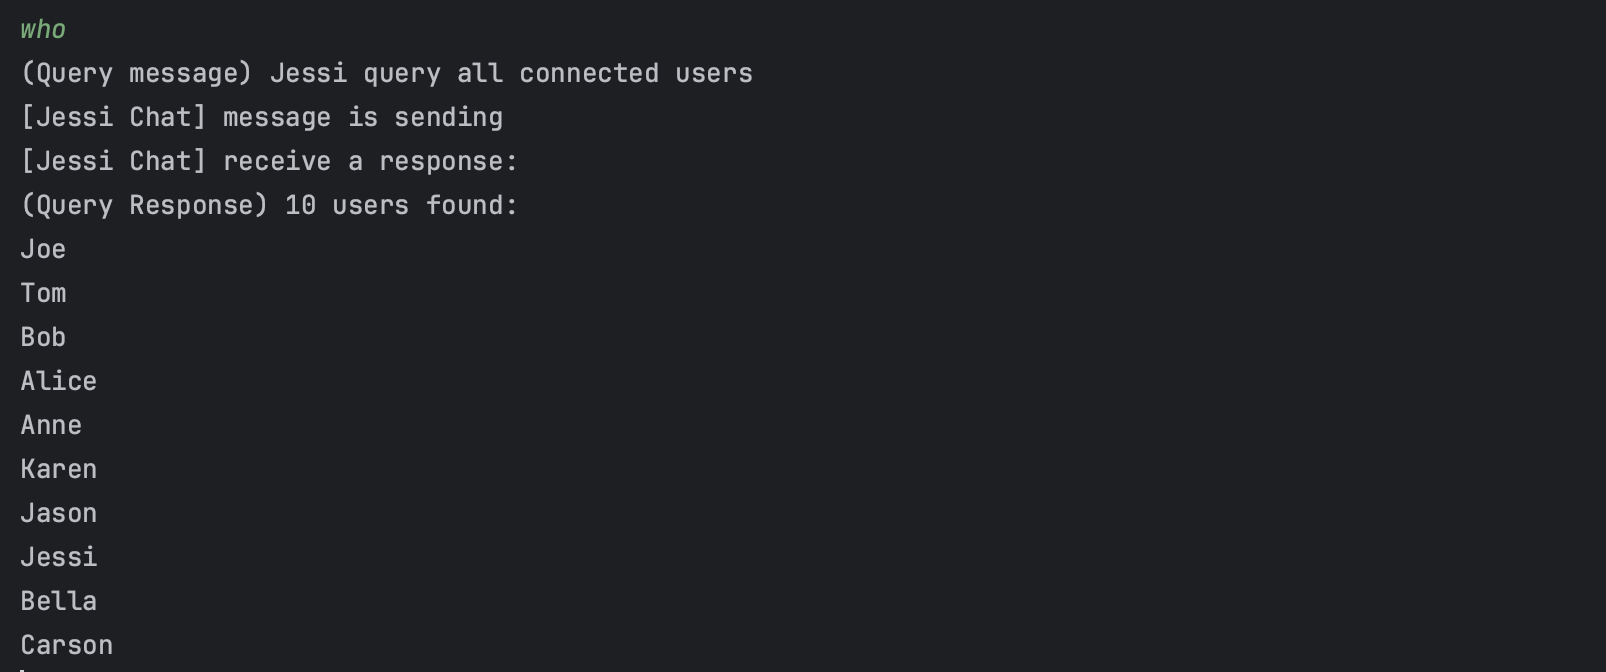 who
(Query message) Jessi query all connected users
[Jessi Chat] message is sending
[Jessi Chat] receive a response:
(Query Response) 10 users found:
Joe
Tom
Bob
Alice
Anne
Karen
Jason
Jessi
Bella
Carson